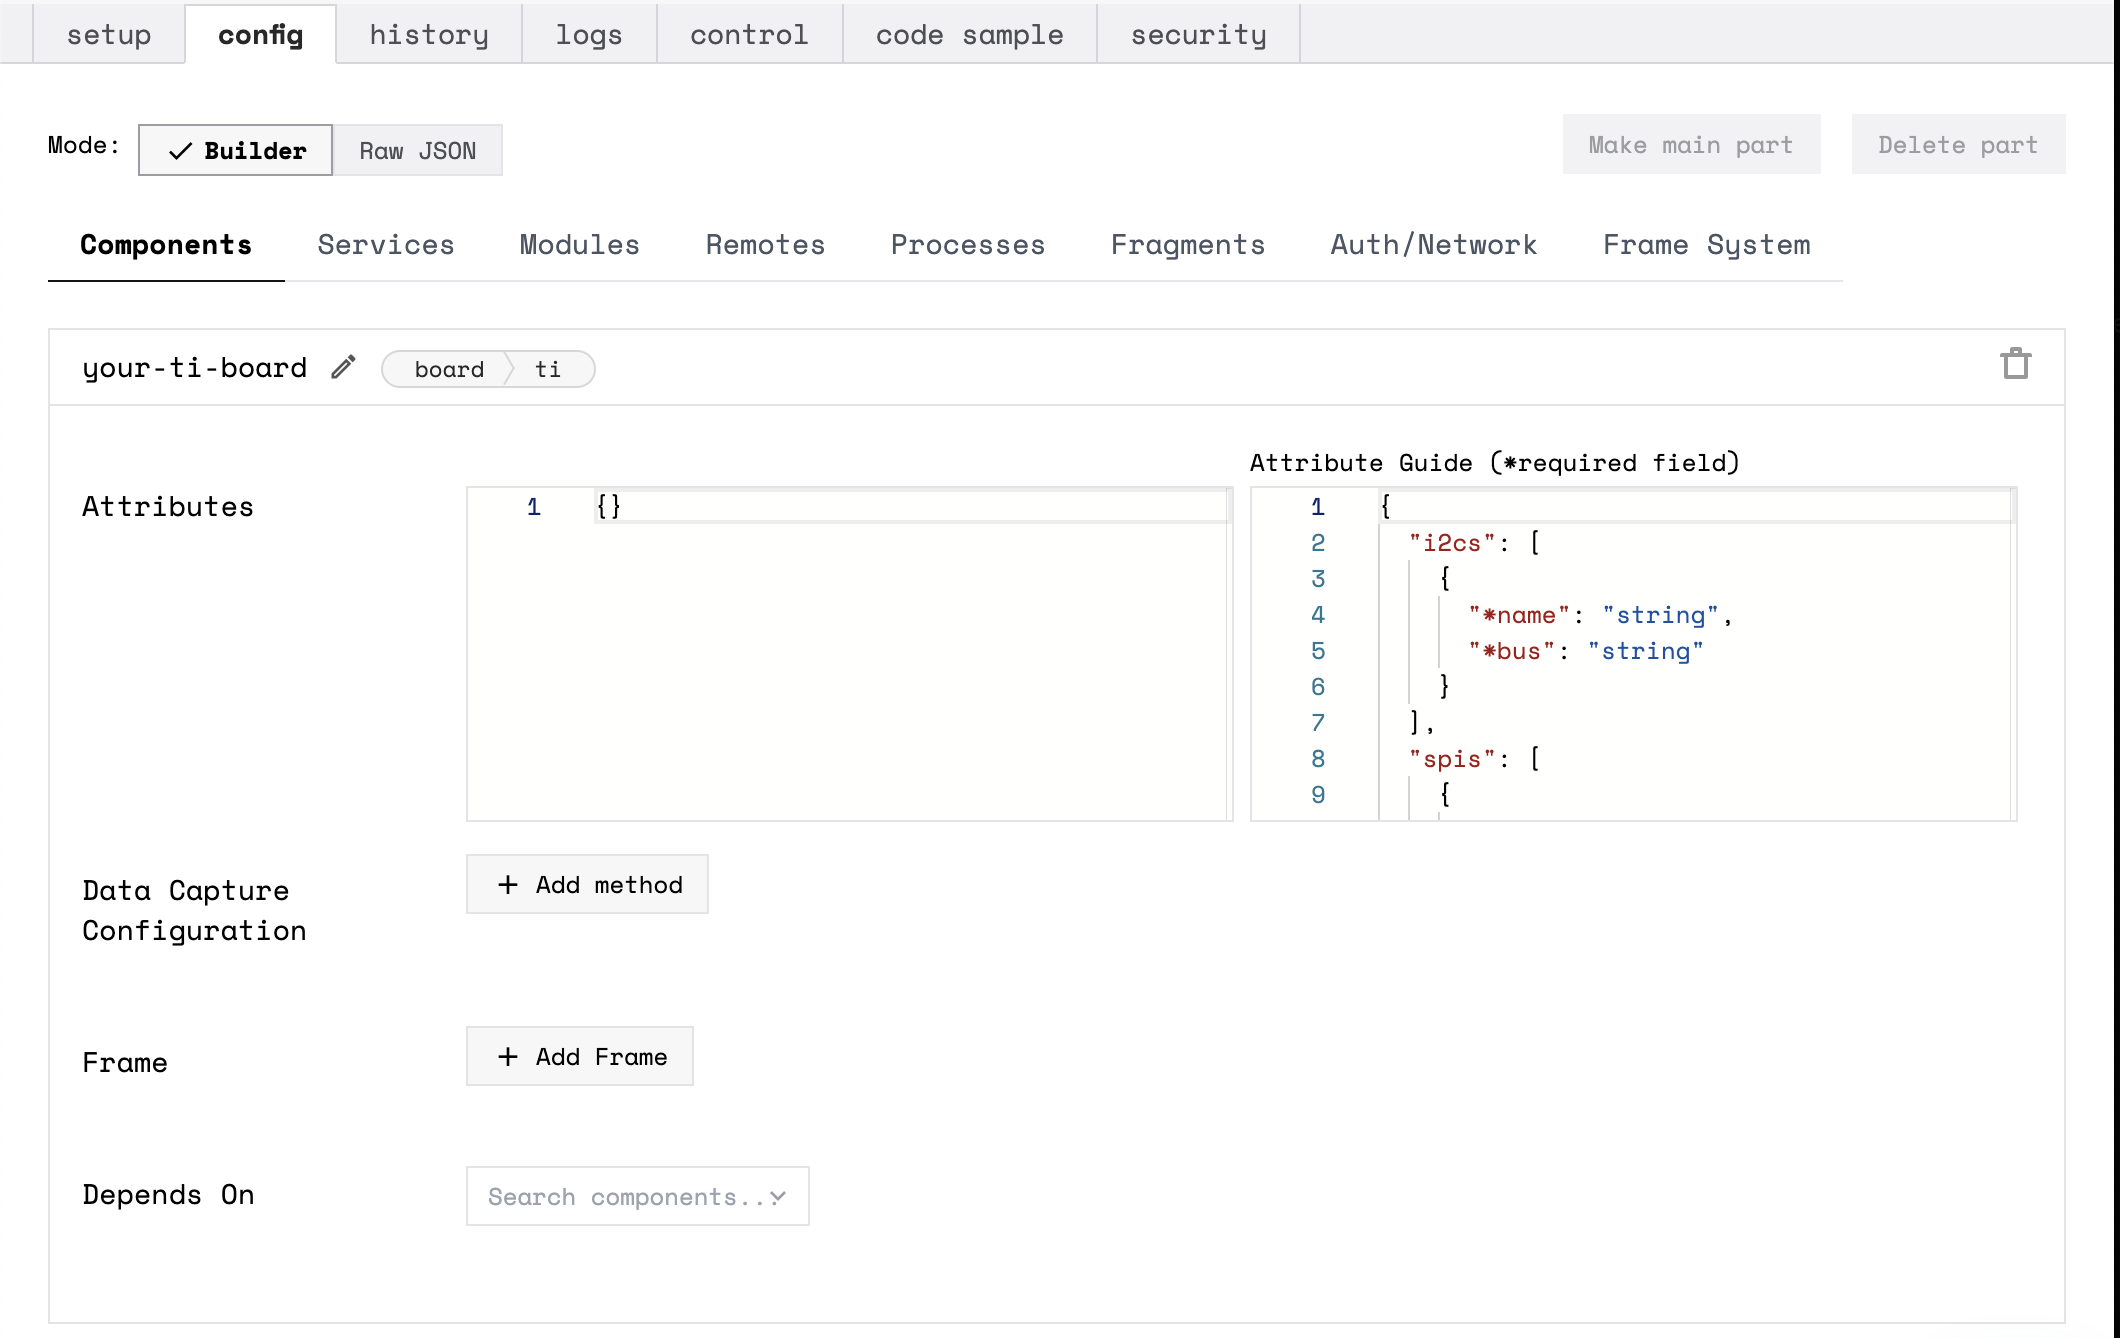 setup config history logs control code sample security
Mode: Builder Raw JSON Make main part Delete part
Components Services Modules Remotes Processes Fragments Auth/Network Frame System
your-ti-board board ti
Attribute Guide (*required field)
Attributes
1 {}
1 {
2 "i2cs": [
3 {
4 "*name": "string",
5 "*bus": "string"
6 }
7 ],
8 "spis": [
9 {
Data Capture
Configuration
+ Add method
Frame
+ Add Frame
Depends On
Search components...